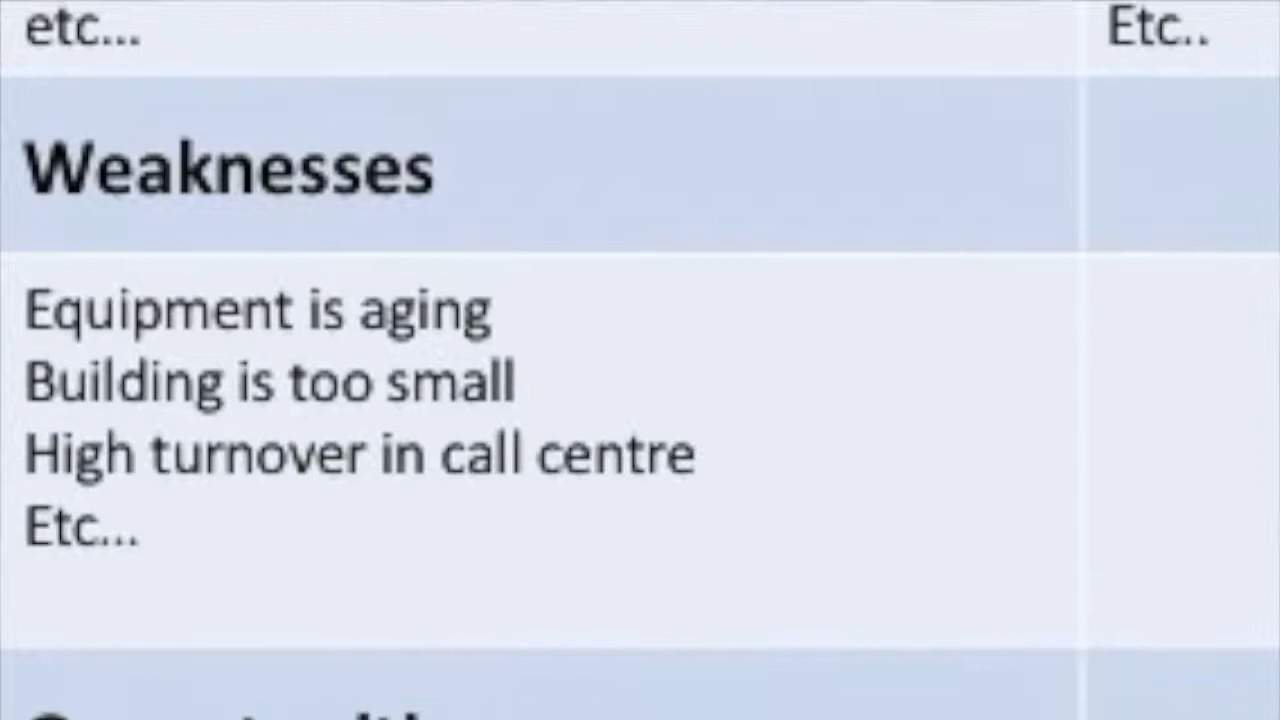 etc...
Etc..
Weaknesses
Equipment is aging
Building is too small
High turnover in call centre
Etc...